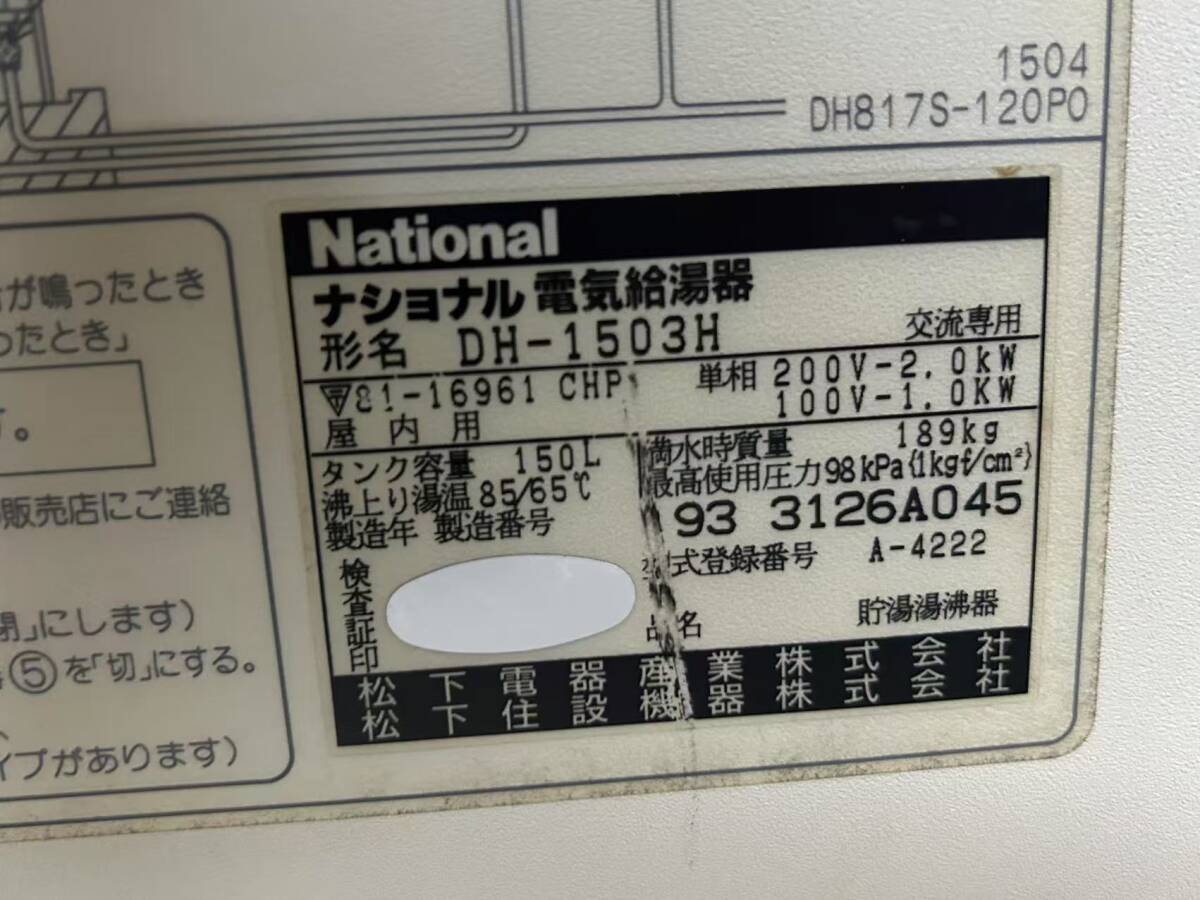 1504
DH817S-120P0
が鳴ったとき
ったとき」
す。
販売店にご連絡
閉」にします)
⑤を「切」にする。
イプがあります)
National
ナショナル 電気給湯器
形名 DH-1503H 交流専用
81-16961 CHP 単相 200V-2.0kW
100V-1.0KW
屋内用
タンク容量 150L 満水時質量 189kg
沸上り湯温 85/65℃ 最高使用圧力 98kPa{1kgf/cm²}
製造年 製造番号 93 3126A045
式登録番号 A-4222
検査証印 品名 貯湯湯沸器
松下電器産業株式会社
松下住設機器株式会社